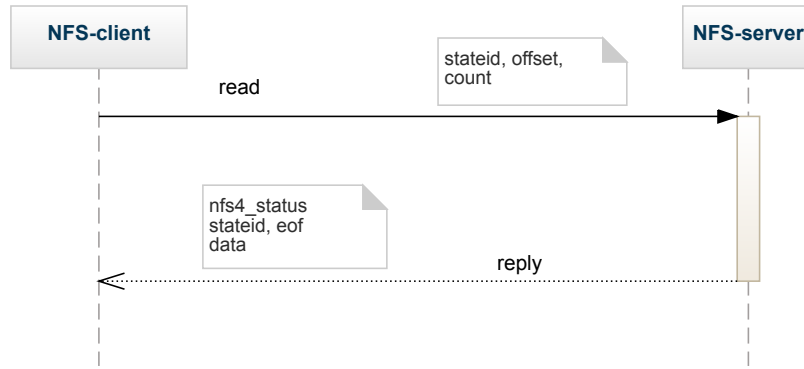 NFS-client
NFS-server
stateid, offset,
count
read
nfs4_status
stateid, eof
data
reply